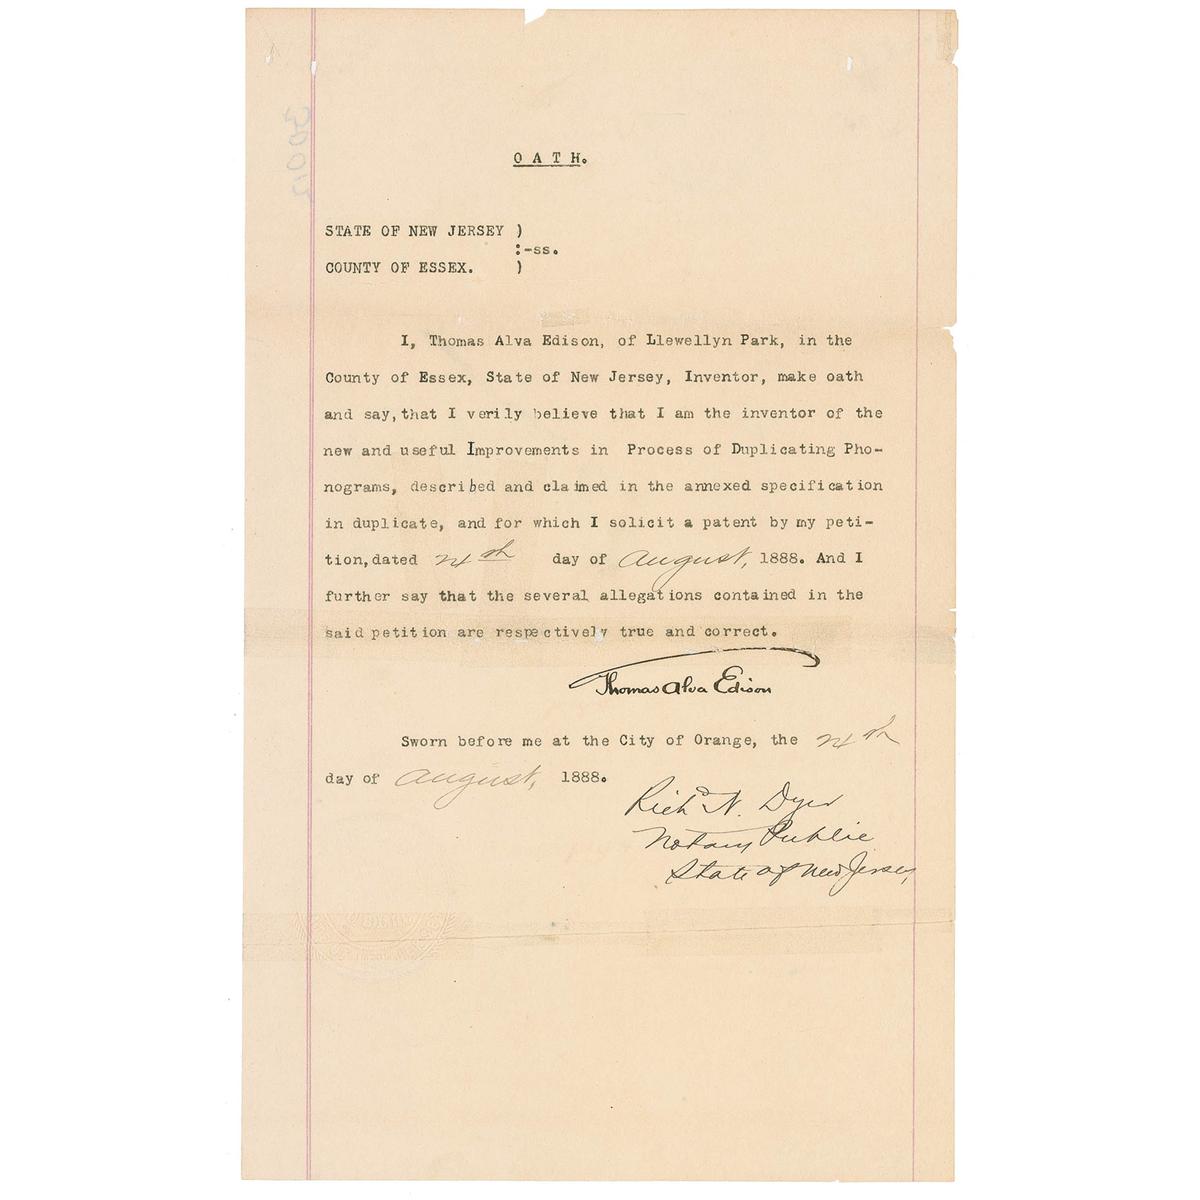 OATH.
STATE OF NEW JERSEY )
:-ss.
COUNTY OF ESSEX. )
I, Thomas Alva Edison, of Llewellyn Park, in the
County of Essex, State of New Jersey, Inventor, make oath
and say, that I verily believe that I am the inventor of the
new and useful Improvements in Process of Duplicating Pho-
nograms, described and claimed in the annexed specification
in duplicate, and for which I solicit a patent by my peti-
tion, dated 24th day of August, 1888. And I
further say that the several allegations contained in the
said petition are respectively true and correct.
Thomas Alva Edison
Sworn before me at the City of Orange, the 24th
day of August, 1888.
Richd N. Dyer
Notary Public
State of New Jersey